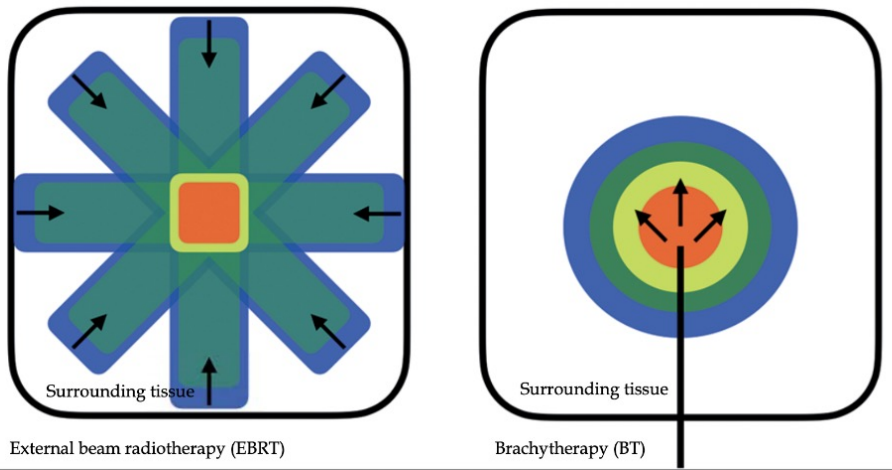 Surrounding tissue
Surrounding tissue
External beam radiotherapy (EBRT)
Brachytherapy (BT)